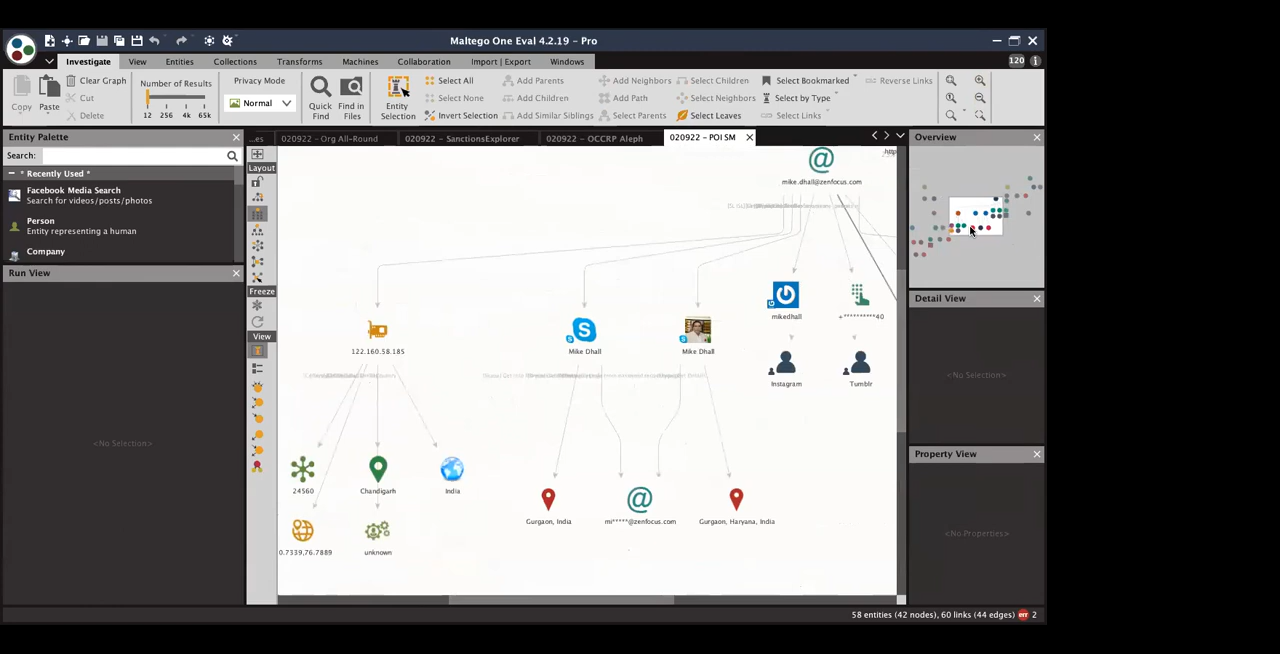 Maltego One Eval 4.2.19 - Pro
Investigate View Entities Collections Transforms Machines Collaboration Import | Export Windows
120
Copy
Paste
Clear Graph
Cut
Delete
Number of Results
12 256 4k 65k
Privacy Mode
Normal
Quick Find
Find in Files
Entity Selection
Select All
Select None
Invert Selection
Add Parents
Add Children
Add Similar Siblings
Add Neighbors
Add Path
Select Parents
Select Children
Select Neighbors
Select Leaves
Select Bookmarked
Select by Type
Select Links
Reverse Links
Entity Palette
Search:
* Recently Used *
Facebook Media Search
Search for videos/posts/photos
Person
Entity representing a human
Company
Run View
<No Selection>
Layout
Freeze
View
...es
020922 - Org All-Round
020922 - SanctionsExplorer
020922 - OCCRP Aleph
020922 - POI SM
http
mike.dhall@zenfocus.com
122.160.58.185
Mike Dhall
Mike Dhall
mikedhall
+**********40
Instagram
Tumblr
24560
Chandigarh
India
Gurgaon, India
mi*****@zenfocus.com
Gurgaon, Haryana, India
0.7339,76.7889
unknown
Overview
Detail View
<No Selection>
Property View
<No Properties>
58 entities (42 nodes), 60 links (44 edges)
2